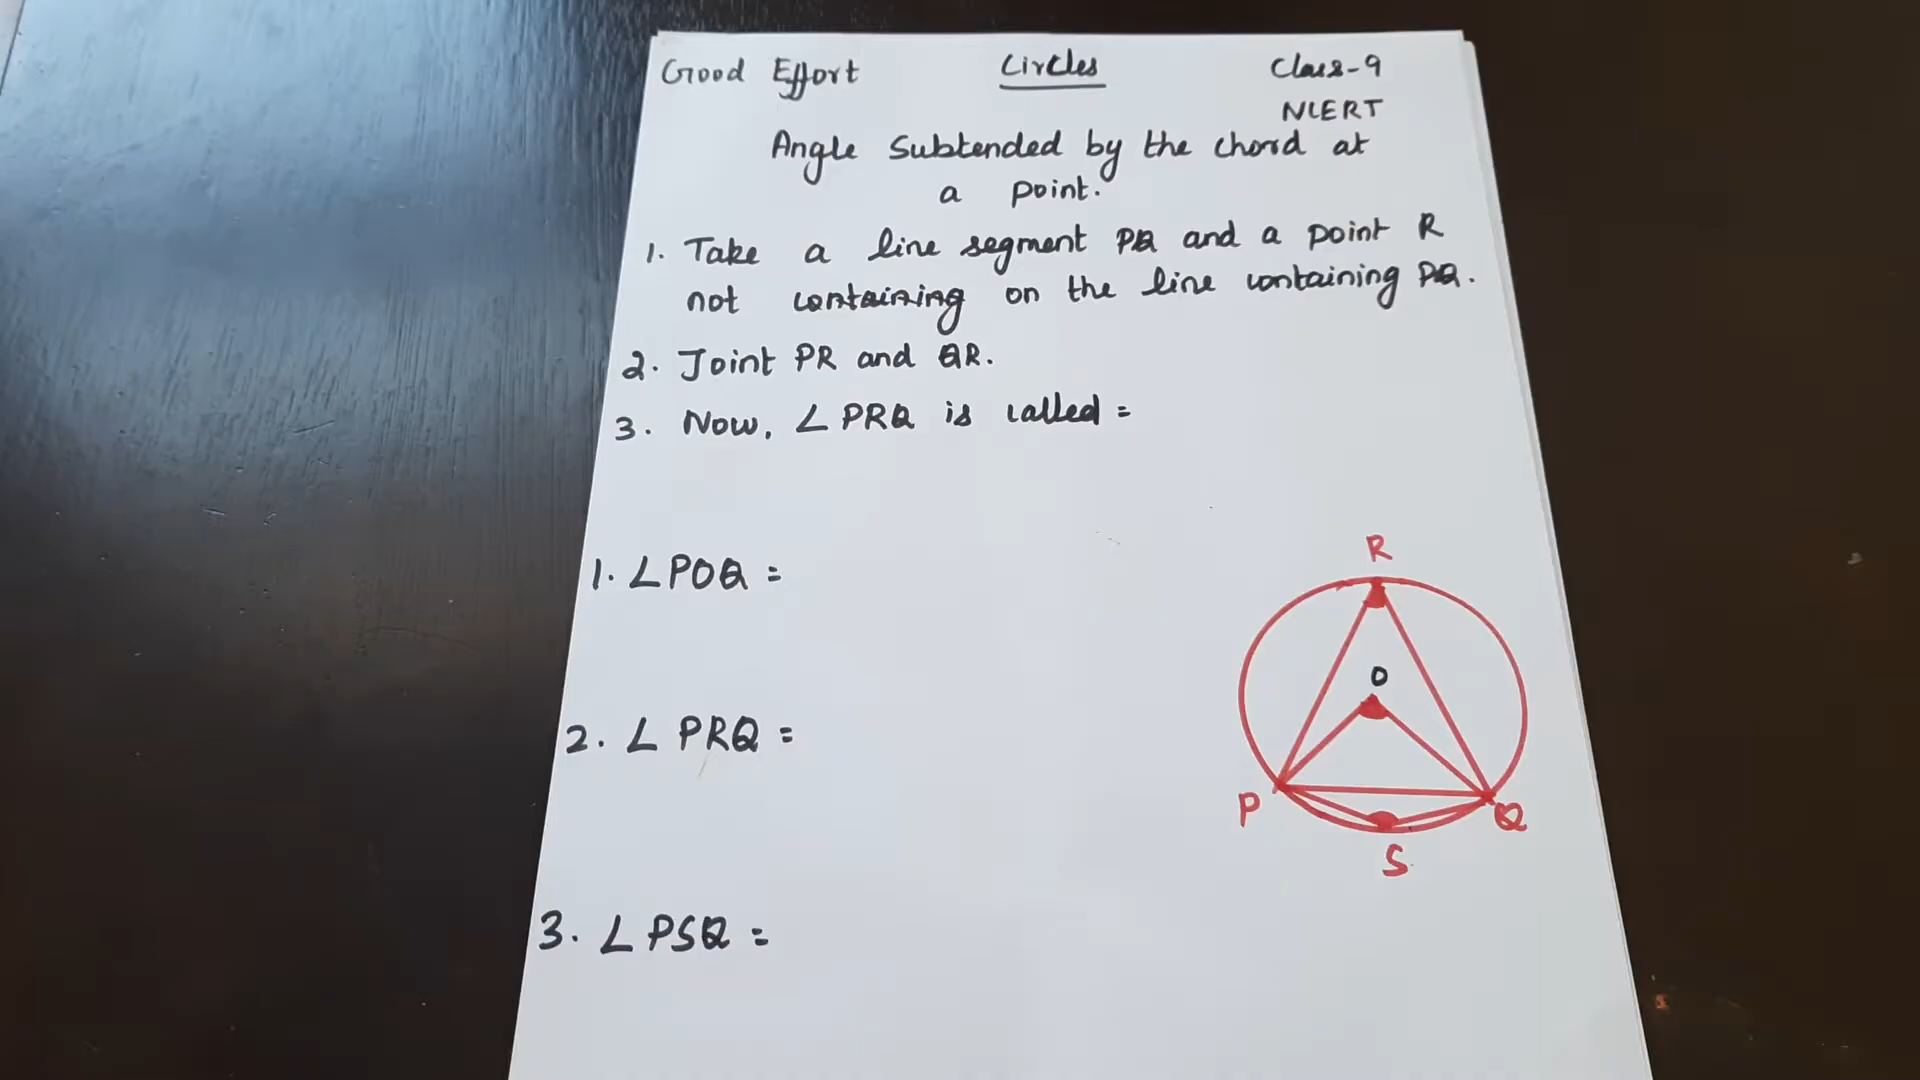 Good Effort
Circles
Class-9
NCERT
Angle Subtended by the chord at
a point.
1. Take a line segment PQ and a point R
not containing on the line containing PQ.
2. Joint PR and QR.
3. Now, ∠PRQ is called =
1. ∠POQ =
2. ∠PRQ =
3. ∠PSQ =
R
O
P
Q
S